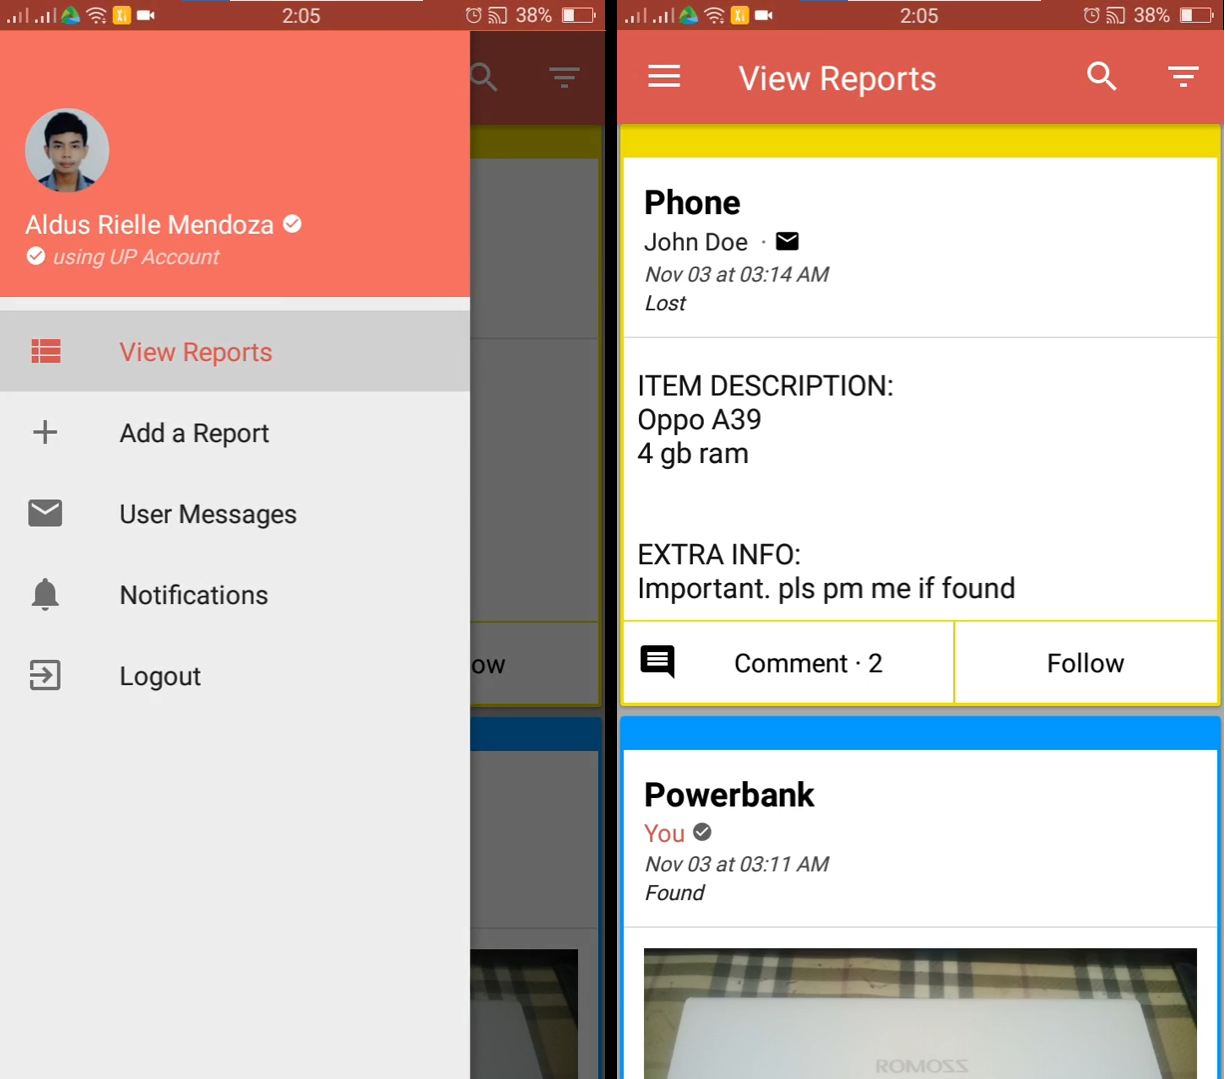 2:05
38%
Aldus Rielle Mendoza
using UP Account
View Reports
Add a Report
User Messages
Notifications
Logout
ow
2:05
38%
View Reports
Phone
John Doe ·
Nov 03 at 03:14 AM
Lost
ITEM DESCRIPTION:
Oppo A39
4 gb ram
EXTRA INFO:
Important. pls pm me if found
Comment · 2
Follow
Powerbank
You
Nov 03 at 03:11 AM
Found
ROMOSS